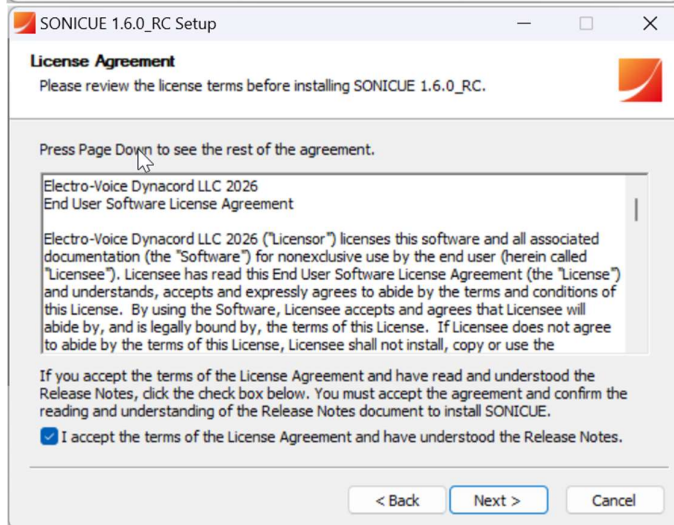 SONICUE 1.6.0_RC Setup
License Agreement
Please review the license terms before installing SONICUE 1.6.0_RC.
Press Page Down to see the rest of the agreement.
Electro-Voice Dynacord LLC 2026
End User Software License Agreement
Electro-Voice Dynacord LLC 2026 ("Licensor") licenses this software and all associated
documentation (the "Software") for nonexclusive use by the end user (herein called
"Licensee"). Licensee has read this End User Software License Agreement (the "License")
and understands, accepts and expressly agrees to abide by the terms and conditions of
this License. By using the Software, Licensee accepts and agrees that Licensee will
abide by, and is legally bound by, the terms of this License. If Licensee does not agree
to abide by the terms of this License, Licensee shall not install, copy or use the
If you accept the terms of the License Agreement and have read and understood the
Release Notes, click the check box below. You must accept the agreement and confirm the
reading and understanding of the Release Notes document to install SONICUE.
I accept the terms of the License Agreement and have understood the Release Notes.
< Back
Next >
Cancel